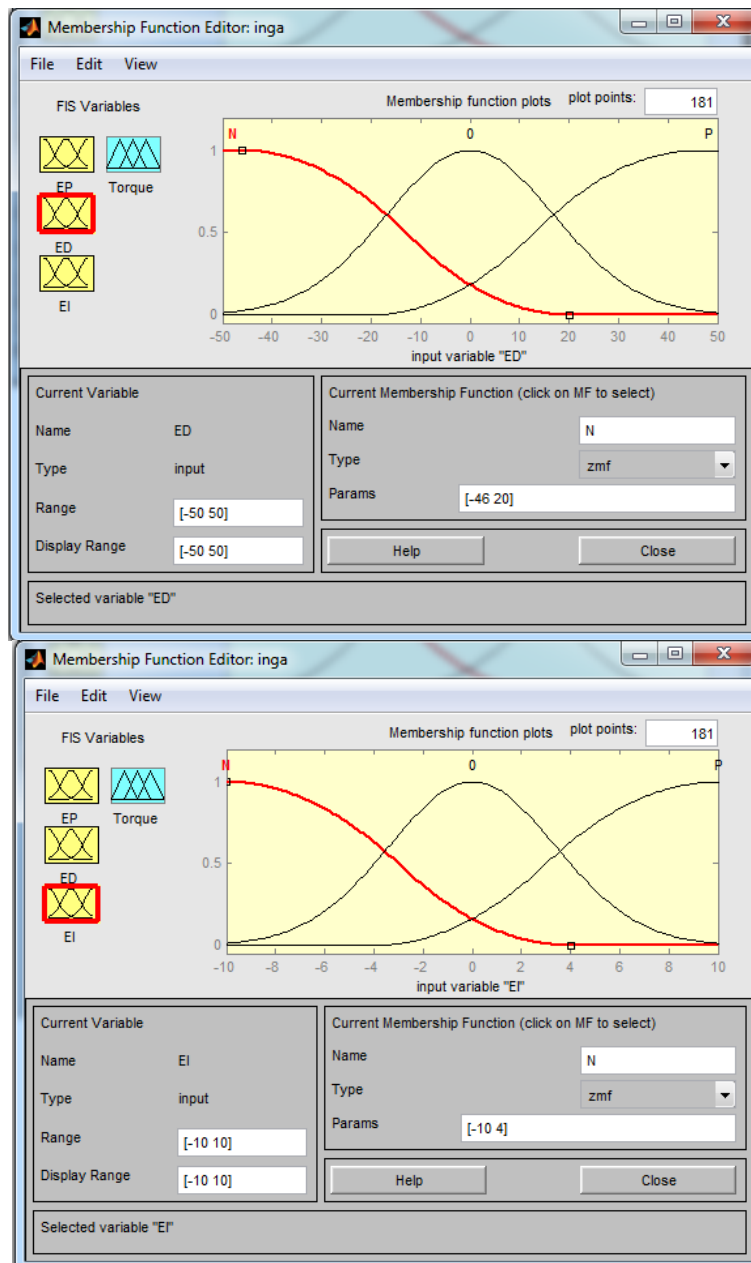 Membership Function Editor: inga
File Edit View
FIS Variables
Membership function plots plot points: 181
EP Torque
ED
EI
N 0 P
1
0.5
0
-50 -40 -30 -20 -10 0 10 20 30 40 50
input variable "ED"
Current Variable
Name ED
Type input
Range [-50 50]
Display Range [-50 50]
Current Membership Function (click on MF to select)
Name N
Type zmf
Params [-46 20]
Help Close
Selected variable "ED"
Membership Function Editor: inga
File Edit View
FIS Variables
Membership function plots plot points: 181
EP Torque
ED
EI
N 0 P
1
0.5
0
-10 -8 -6 -4 -2 0 2 4 6 8 10
input variable "EI"
Current Variable
Name EI
Type input
Range [-10 10]
Display Range [-10 10]
Current Membership Function (click on MF to select)
Name N
Type zmf
Params [-10 4]
Help Close
Selected variable "EI"